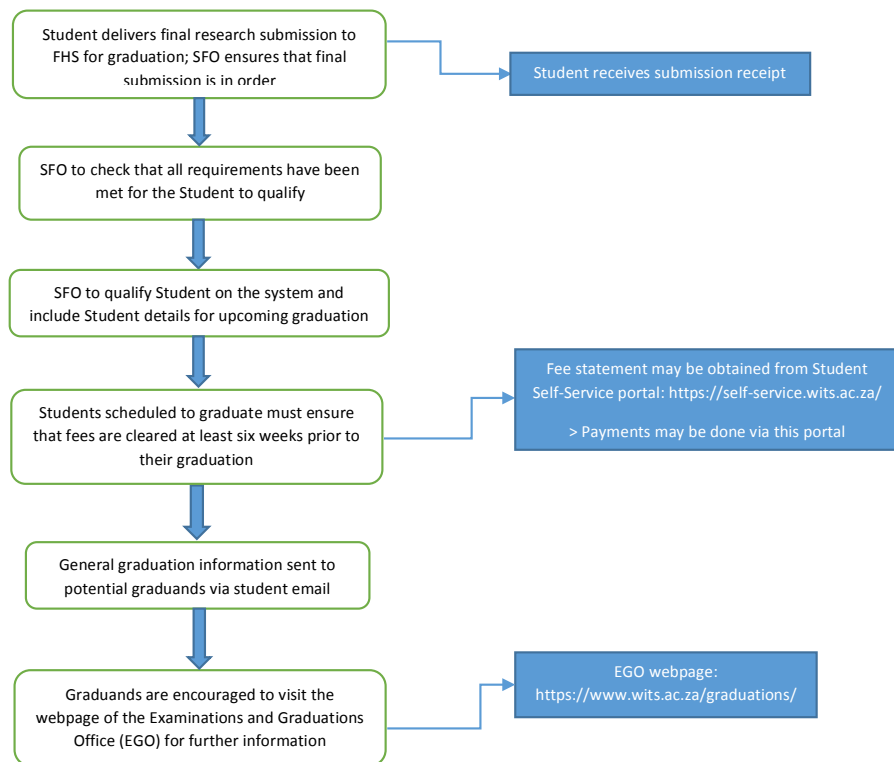 Student delivers final research submission to
FHS for graduation; SFO ensures that final
submission is in order
Student receives submission receipt
SFO to check that all requirements have been
met for the Student to qualify
SFO to qualify Student on the system and
include Student details for upcoming graduation
Students scheduled to graduate must ensure
that fees are cleared at least six weeks prior to
their graduation
Fee statement may be obtained from Student
Self-Service portal: https://self-service.wits.ac.za/
> Payments may be done via this portal
General graduation information sent to
potential graduands via student email
Graduands are encouraged to visit the
webpage of the Examinations and Graduations
Office (EGO) for further information
EGO webpage:
https://www.wits.ac.za/graduations/